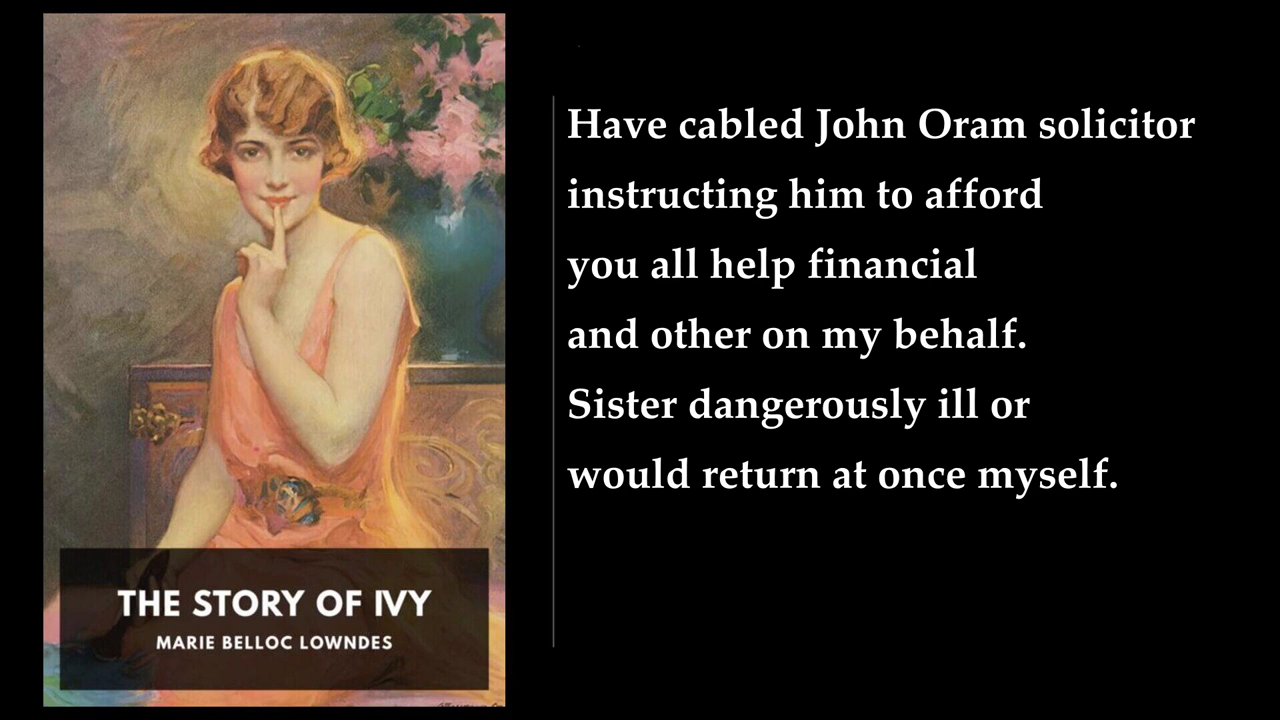 Have cabled John Oram solicitor
instructing him to afford
you all help financial
and other on my behalf.
Sister dangerously ill or
would return at once myself.
THE STORY OF IVY
MARIE BELLOC LOWNDES